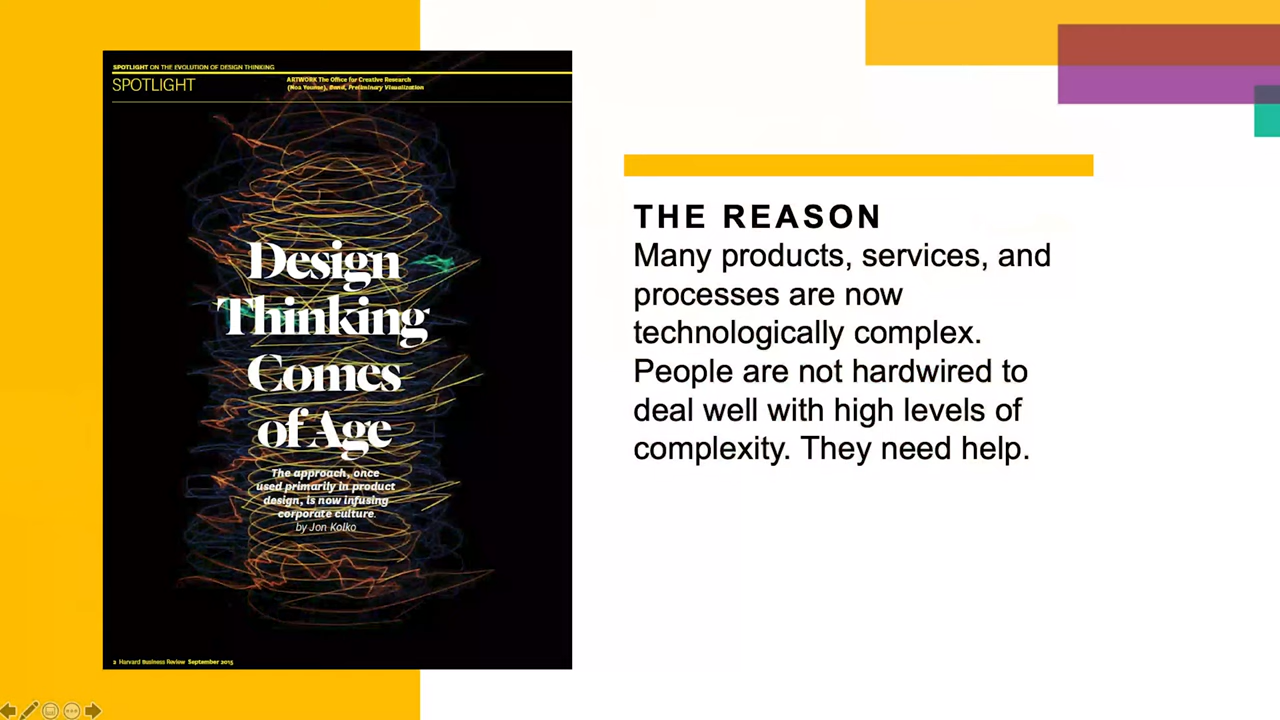 SPOTLIGHT ON THE EVOLUTION OF DESIGN THINKING
SPOTLIGHT
ARTWORK The Office for Creative Research
(Noa Younse), Band, Preliminary Visualization
Design
Thinking
Comes
of Age
The approach, once
used primarily in product
design, is now infusing
corporate culture.
by Jon Kolko
2 Harvard Business Review September 2015
THE REASON
Many products, services, and
processes are now
technologically complex.
People are not hardwired to
deal well with high levels of
complexity. They need help.